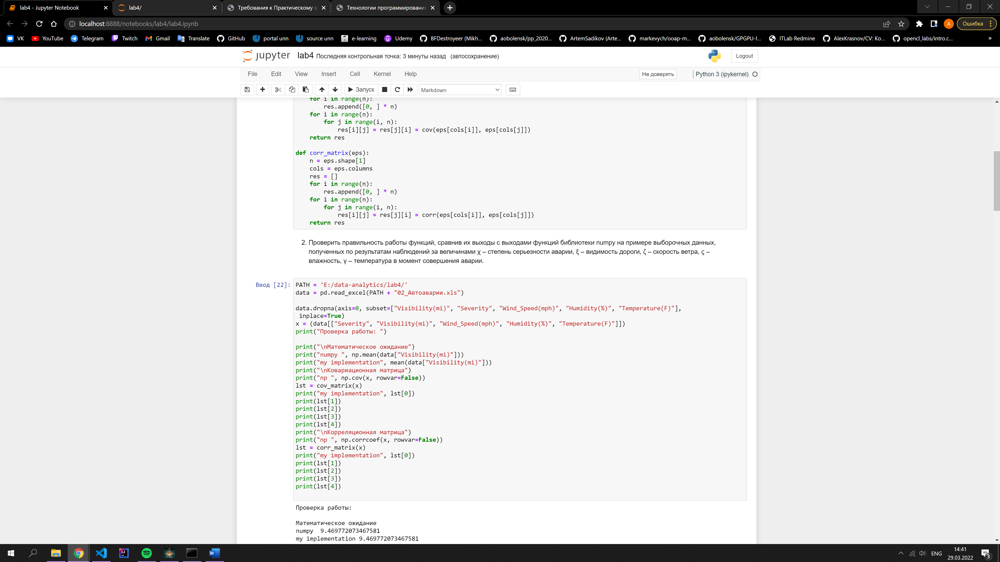 lab4 - Jupyter Notebook
lab4/
Требования к Практическому за
Технологии программирования
localhost:8888/notebooks/lab4/lab4.ipynb
Ошибка
A
VK YouTube Telegram Twitch Gmail Translate GitHub portal unn source unn e-learning Udemy BFDestroyeer (Mikh... aobolensk/pp_2020... ArtemSadikov (Arte... markevych/ooap-m... aobolensk/GPGPU-l... ITLab Redmine AlexKrasnov/CV: Ko... opencl_labs/intro.c... »
jupyter lab4 Последняя контрольная точка: 3 минуты назад (автосохранение)
Logout
File Edit View Insert Cell Kernel Help
Не доверять
Python 3 (ipykernel)
Запуск
Markdown
    for i in range(n):
        res.append([0, ] * n)
    for i in range(n):
        for j in range(i, n):
            res[i][j] = res[j][i] = cov(eps[cols[i]], eps[cols[j]])
    return res
def corr_matrix(eps):
    n = eps.shape[1]
    cols = eps.columns
    res = []
    for i in range(n):
        res.append([0, ] * n)
    for i in range(n):
        for j in range(i, n):
            res[i][j] = res[j][i] = corr(eps[cols[i]], eps[cols[j]])
    return res
2. Проверить правильность работы функций, сравнив их выходы с выходами функций библиотеки numpy на примере выборочных данных,
полученных по результатам наблюдений за величинами χ – степень серьезности аварии, ξ – видимость дороги, ζ – скорость ветра, ς –
влажность, γ – температура в момент совершения аварии.
Ввод [22]:
PATH = 'E:/data-analytics/lab4/'
data = pd.read_excel(PATH + "02_Автоаварии.xls")
data.dropna(axis=0, subset=["Visibility(mi)", "Severity", "Wind_Speed(mph)", "Humidity(%)", "Temperature(F)"],
 inplace=True)
x = (data[["Severity", "Visibility(mi)", "Wind_Speed(mph)", "Humidity(%)", "Temperature(F)"]])
print("Проверка работы: ")
print("\nМатематическое ожидание")
print("numpy ", np.mean(data["Visibility(mi)"]))
print("my implementation", mean(data["Visibility(mi)"]))
print("\nКовариационная матрица")
print("np ", np.cov(x, rowvar=False))
lst = cov_matrix(x)
print("my implementation", lst[0])
print(lst[1])
print(lst[2])
print(lst[3])
print(lst[4])
print("\nКорреляционная матрица")
print("np ", np.corrcoef(x, rowvar=False))
lst = corr_matrix(x)
print("my implementation", lst[0])
print(lst[1])
print(lst[2])
print(lst[3])
print(lst[4])
Проверка работы:
Математическое ожидание
numpy  9.469772073467581
my implementation 9.469772073467581
ENG
14:41
29.03.2022
3